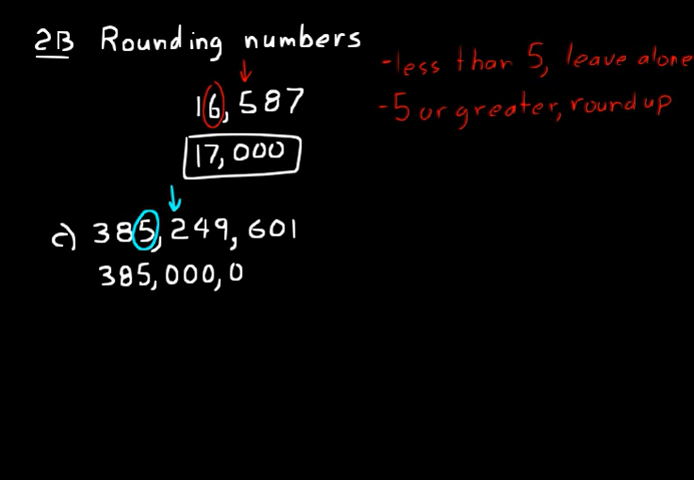 2B Rounding numbers
-less than 5, leave alone
-5 or greater, round up
16,587
17,000
c) 385,249,601
385,000,0